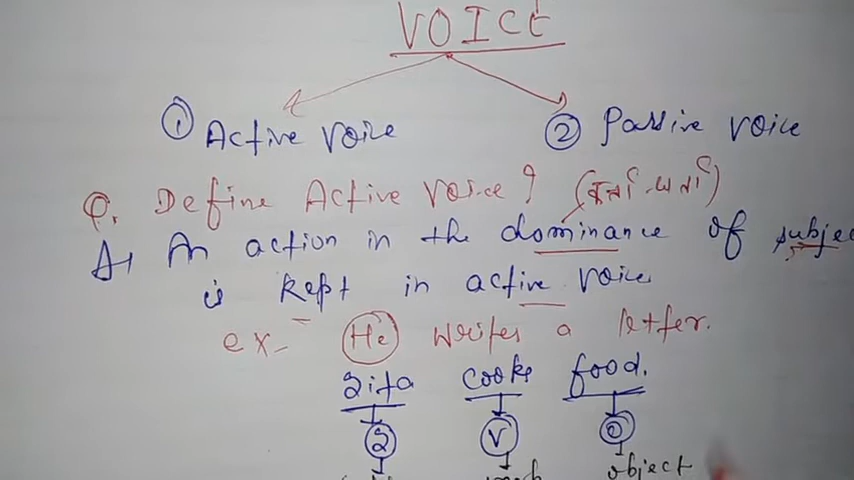 VOICE
① Active voice ② Passive voice
Q. Define Active voice?
A→ An action in the dominance of subjec
is kept in active voice
ex- He writes a letter.
Sita cooks food.
S V O
object